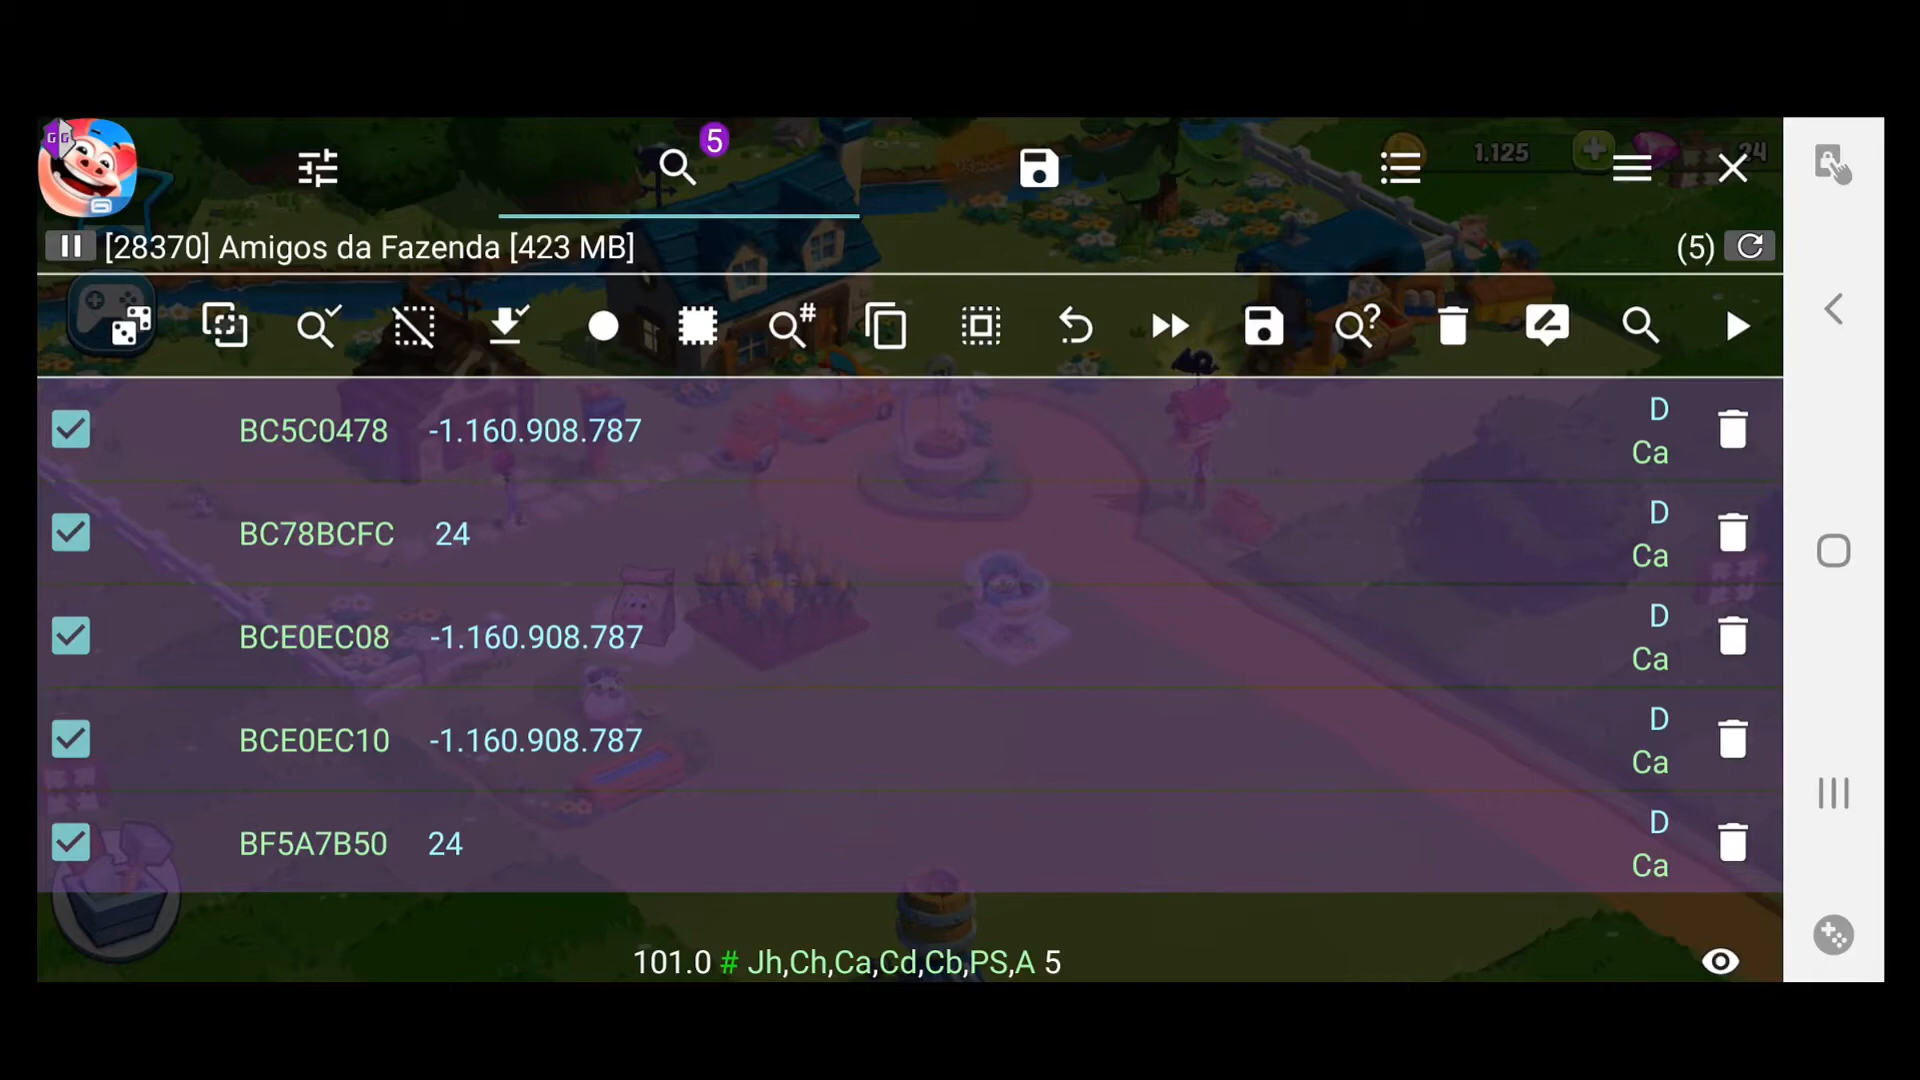 5
1.125
24
[28370] Amigos da Fazenda [423 MB]
(5)
BC5C0478 -1.160.908.787 D
Ca
BC78BCFC 24 D
Ca
BCE0EC08 -1.160.908.787 D
Ca
BCE0EC10 -1.160.908.787 D
Ca
BF5A7B50 24 D
Ca
101.0 # Jh,Ch,Ca,Cd,Cb,PS,A 5